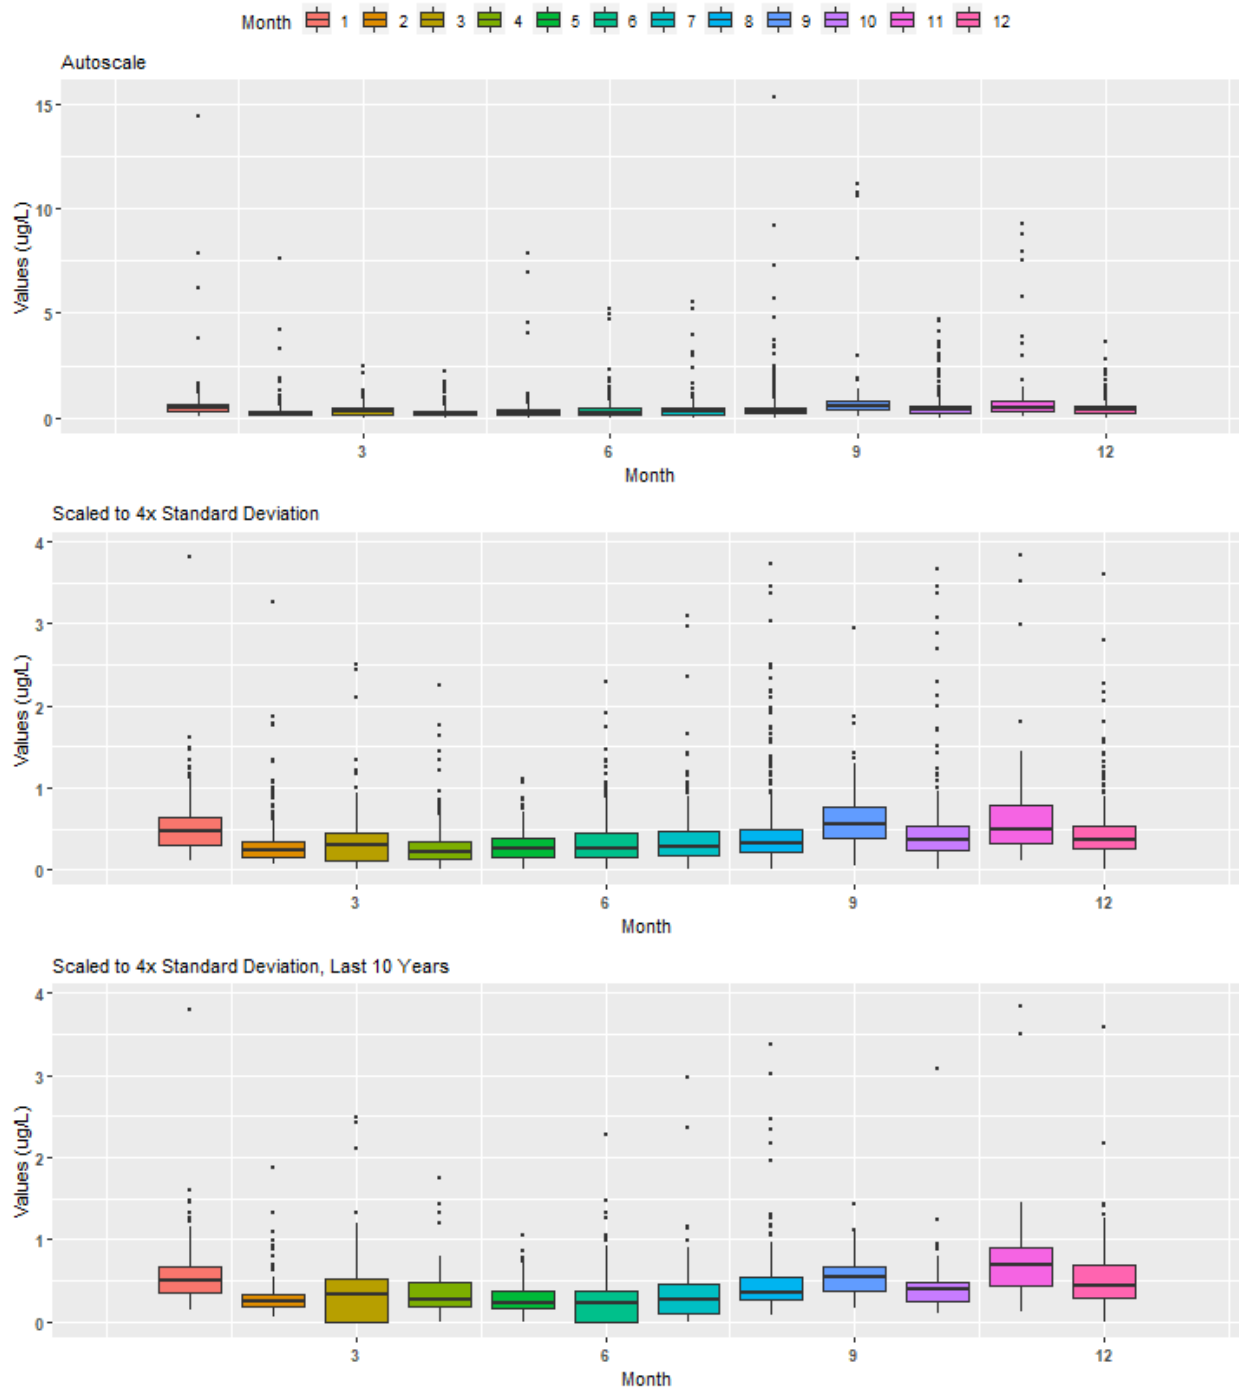 Month 1 2 3 4 5 6 7 8 9 10 11 12
Autoscale
Values (ug/L)
15
10
5
0
3 6 9 12
Month
Scaled to 4x Standard Deviation
Values (ug/L)
4
3
2
1
0
3 6 9 12
Month
Scaled to 4x Standard Deviation, Last 10 Years
Values (ug/L)
4
3
2
1
0
3 6 9 12
Month